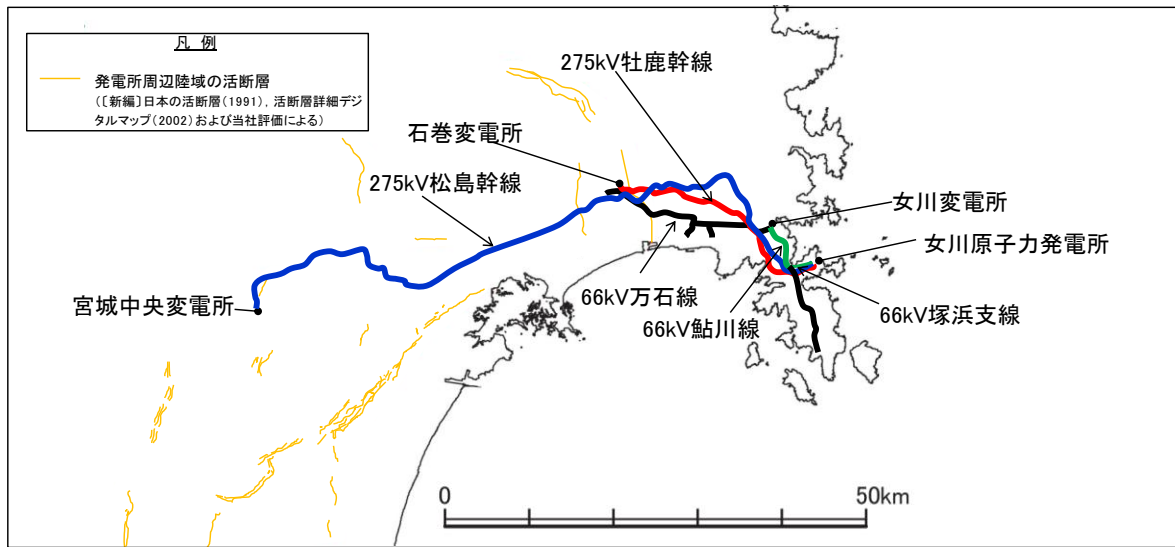 凡 例
発電所周辺陸域の活断層
(〔新編〕日本の活断層(1991), 活断層詳細デジ
タルマップ(2002)および当社評価による)
275kV牡鹿幹線
石巻変電所
275kV松島幹線
女川変電所
女川原子力発電所
宮城中央変電所
66kV万石線
66kV鮎川線
66kV塚浜支線
0
50km